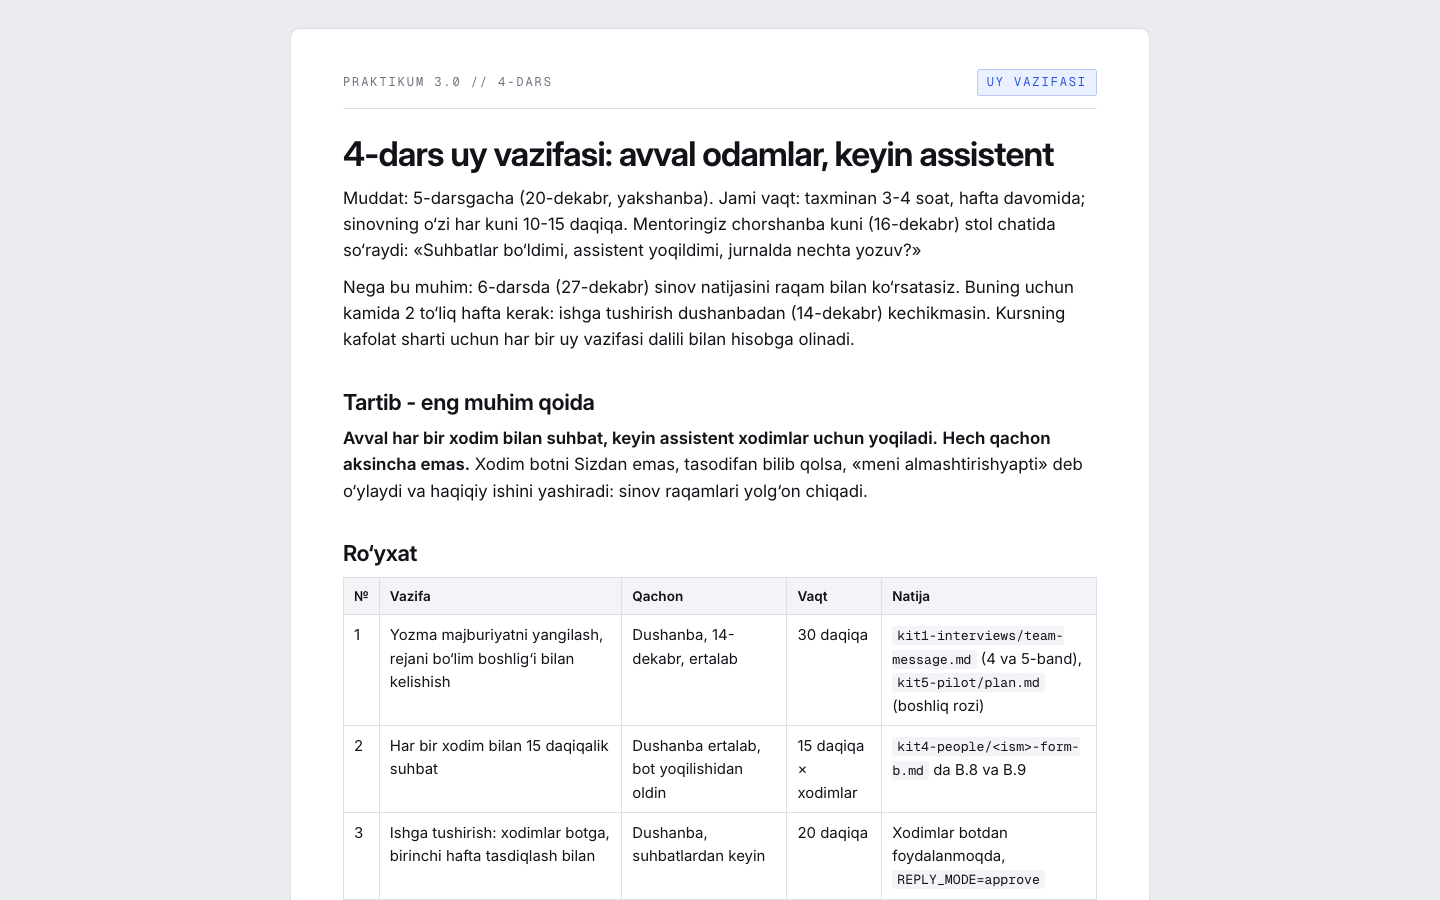 PRAKTIKUM 3.0 // 4-DARS
UY VAZIFASI
4-dars uy vazifasi: avval odamlar, keyin assistent
Muddat: 5-darsgacha (20-dekabr, yakshanba). Jami vaqt: taxminan 3-4 soat, hafta davomida;
sinovning o‘zi har kuni 10-15 daqiqa. Mentoringiz chorshanba kuni (16-dekabr) stol chatida
so‘raydi: «Suhbatlar bo‘ldimi, assistent yoqildimi, jurnalda nechta yozuv?»
Nega bu muhim: 6-darsda (27-dekabr) sinov natijasini raqam bilan ko‘rsatasiz. Buning uchun
kamida 2 to‘liq hafta kerak: ishga tushirish dushanbadan (14-dekabr) kechikmasin. Kursning
kafolat sharti uchun har bir uy vazifasi dalili bilan hisobga olinadi.
Tartib - eng muhim qoida
Avval har bir xodim bilan suhbat, keyin assistent xodimlar uchun yoqiladi. Hech qachon
aksincha emas. Xodim botni Sizdan emas, tasodifan bilib qolsa, «meni almashtirishyapti» deb
o‘ylaydi va haqiqiy ishini yashiradi: sinov raqamlari yolg‘on chiqadi.
Ro‘yxat
№ Vazifa Qachon Vaqt Natija
1 Yozma majburiyatni yangilash, Dushanba, 14- 30 daqiqa kit1-interviews/team-
rejani bo‘lim boshlig‘i bilan dekabr, ertalab message.md (4 va 5-band),
kelishish kit5-pilot/plan.md
(boshliq rozi)
2 Har bir xodim bilan 15 daqiqalik Dushanba ertalab, 15 daqiqa kit4-people/<ism>-form-
suhbat bot yoqilishidan × b.md da B.8 va B.9
oldin xodimlar
3 Ishga tushirish: xodimlar botga, Dushanba, 20 daqiqa Xodimlar botdan
birinchi hafta tasdiqlash bilan suhbatlardan keyin foydalanmoqda,
REPLY_MODE=approve